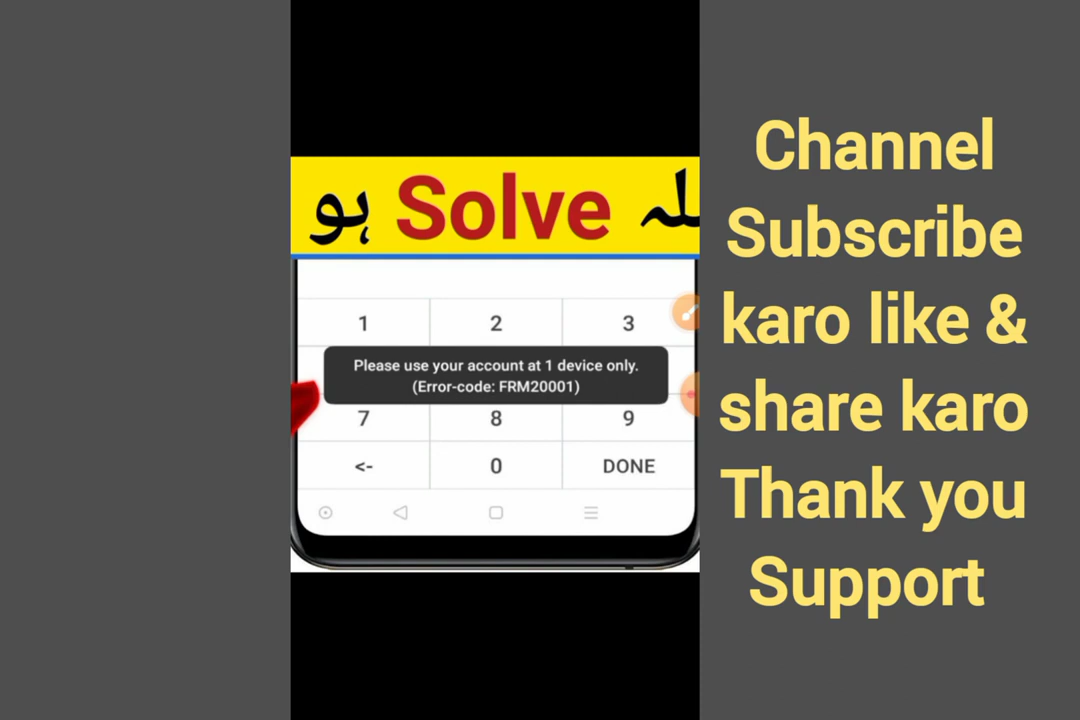 ہو Solve
1 2 3
Please use your account at 1 device only.
(Error-code: FRM20001)
7 8 9
<- 0 DONE
Channel
Subscribe
karo like &
share karo
Thank you
Support